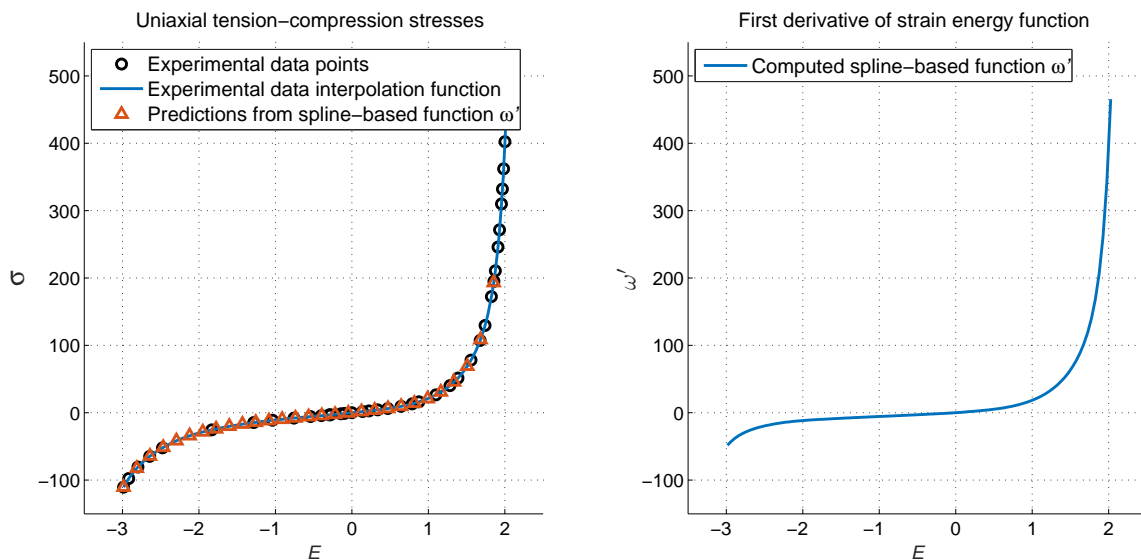 Uniaxial tension−compression stresses
Experimental data points
Experimental data interpolation function
Predictions from spline−based function ω'
500
400
300
200
100
0
−100
σ
−3
−2
−1
0
1
2
E
First derivative of strain energy function
Computed spline−based function ω'
500
400
300
200
100
0
−100
ω'
−3
−2
−1
0
1
2
E